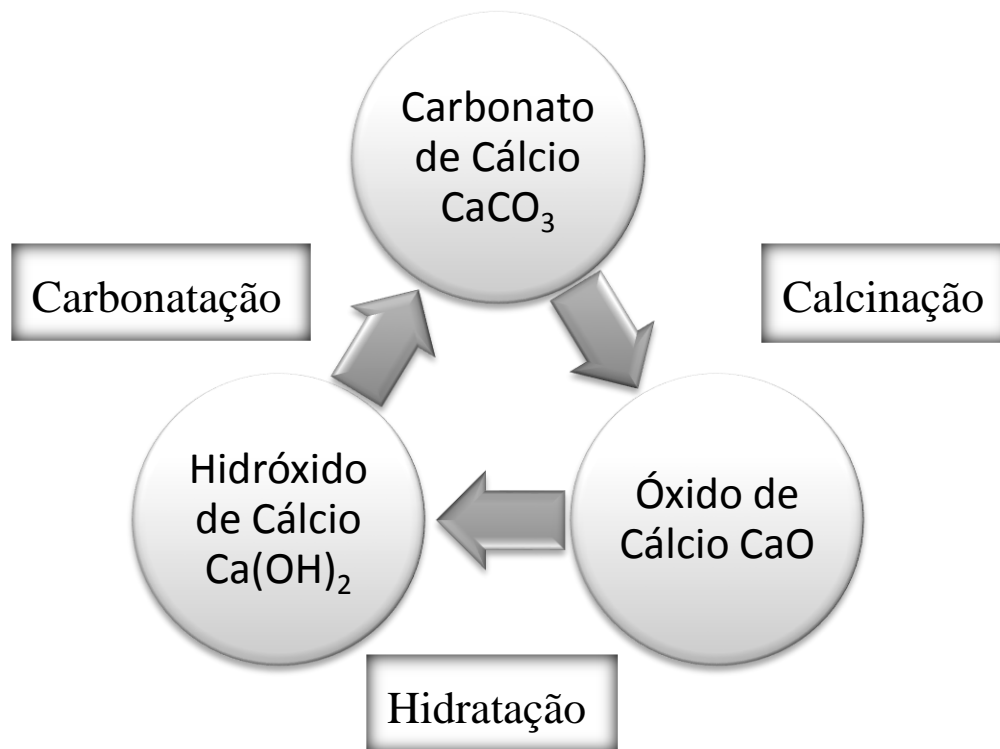 Carbonato
de Cálcio
CaCO₃
Carbonatação
Calcinação
Hidróxido
de Cálcio
Ca(OH)₂
Óxido de
Cálcio CaO
Hidratação